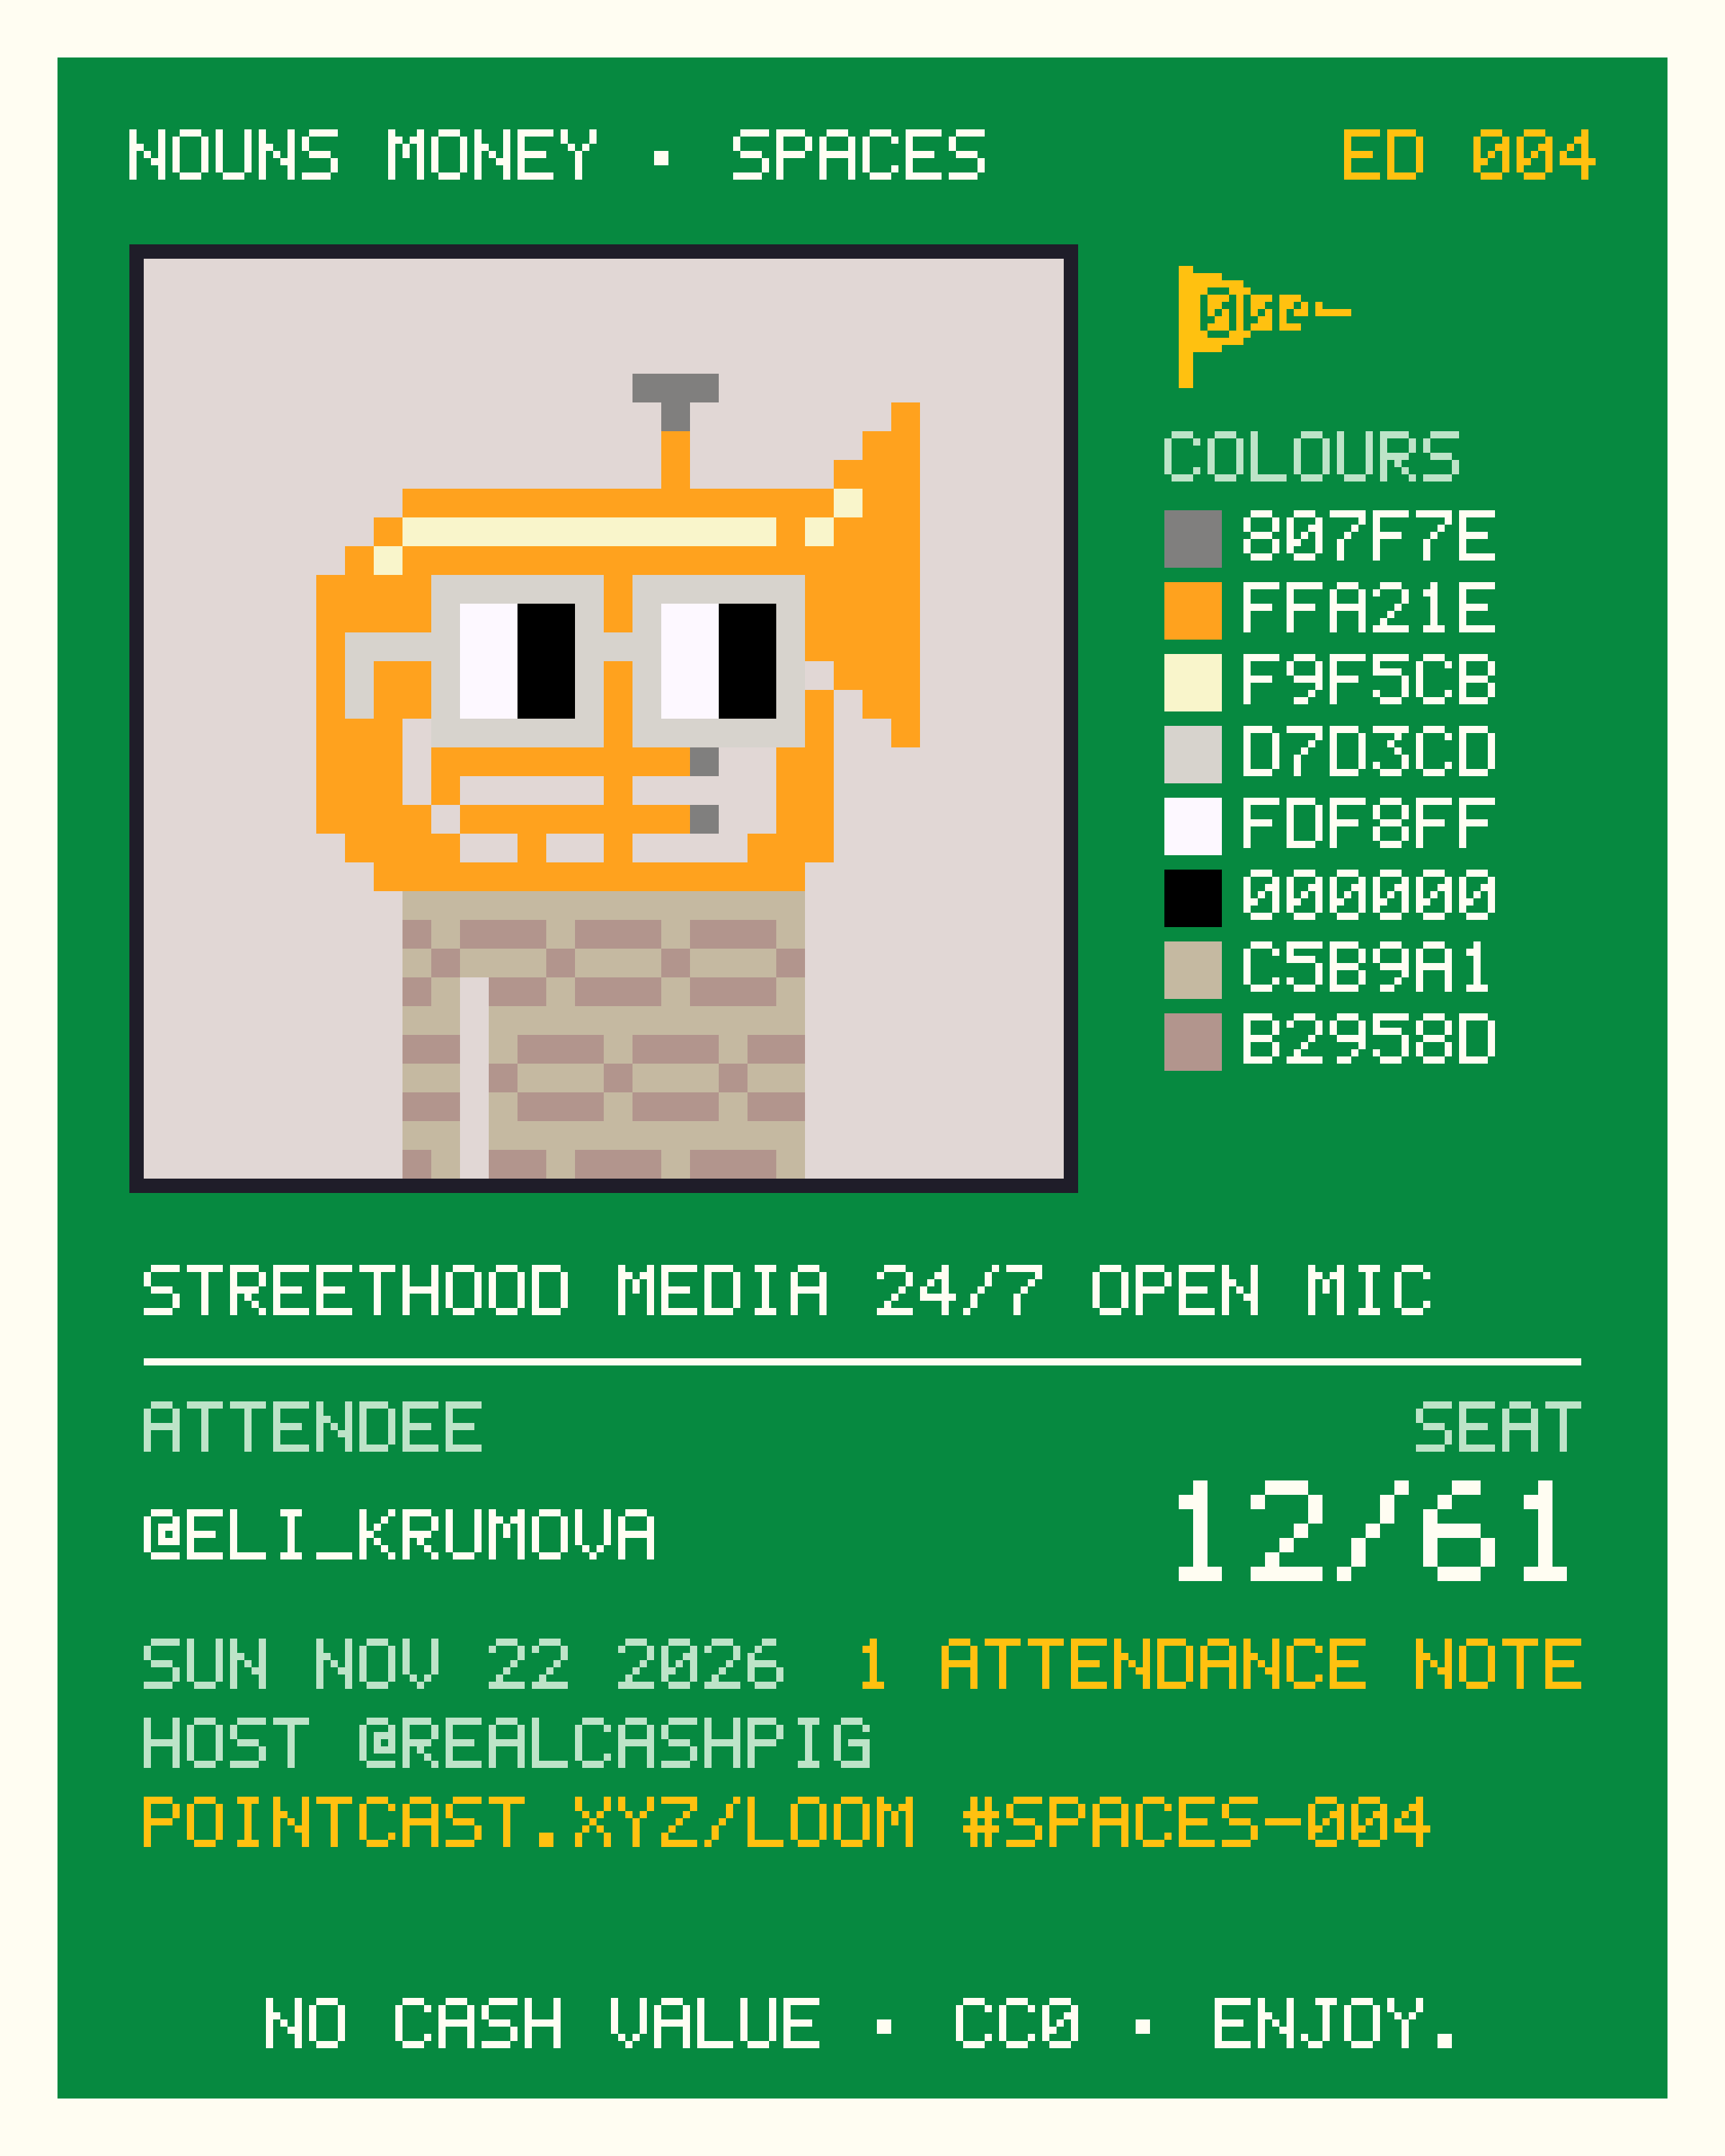 NOUNS MONEY · SPACES
ED 004
COLOURS
807F7E
FFA21E
F9F5CB
D7D3CD
FDF8FF
000000
C5B9A1
B2958D
STREETHOOD MEDIA 24/7 OPEN MIC
ATTENDEE
SEAT
@ELI_KRUMOVA
12/61
SUN NOV 22 2026
1 ATTENDANCE NOTE
HOST @REALCASHPIG
POINTCAST.XYZ/LOOM #SPACES-004
NO CASH VALUE · CC0 · ENJOY.